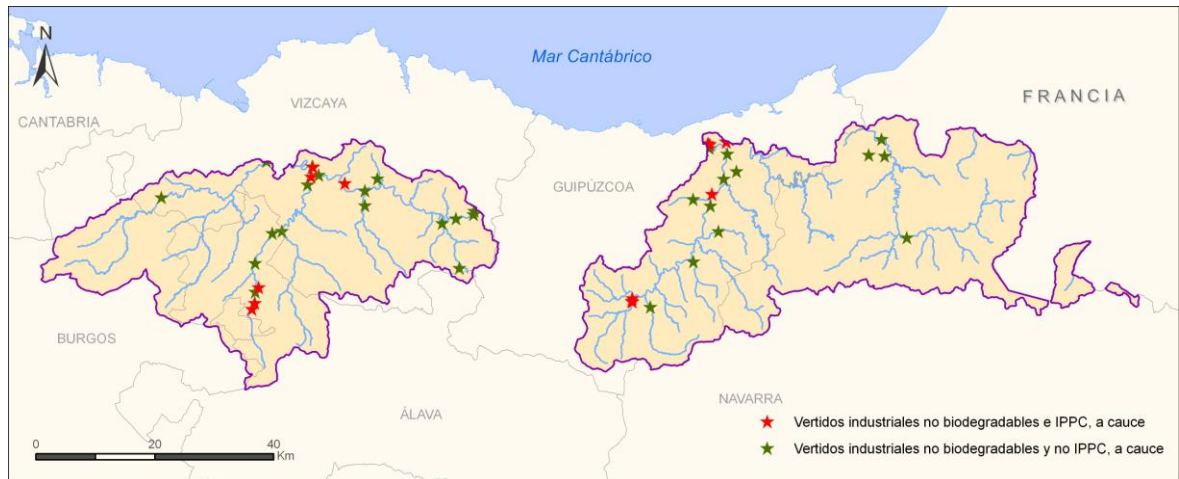 N
Mar Cantábrico
FRANCIA
VIZCAYA
CANTABRIA
GUIPÚZCOA
BURGOS
NAVARRA
ÁLAVA
Vertidos industriales no biodegradables e IPPC, a cauce
Vertidos industriales no biodegradables y no IPPC, a cauce
0 20 40
Km